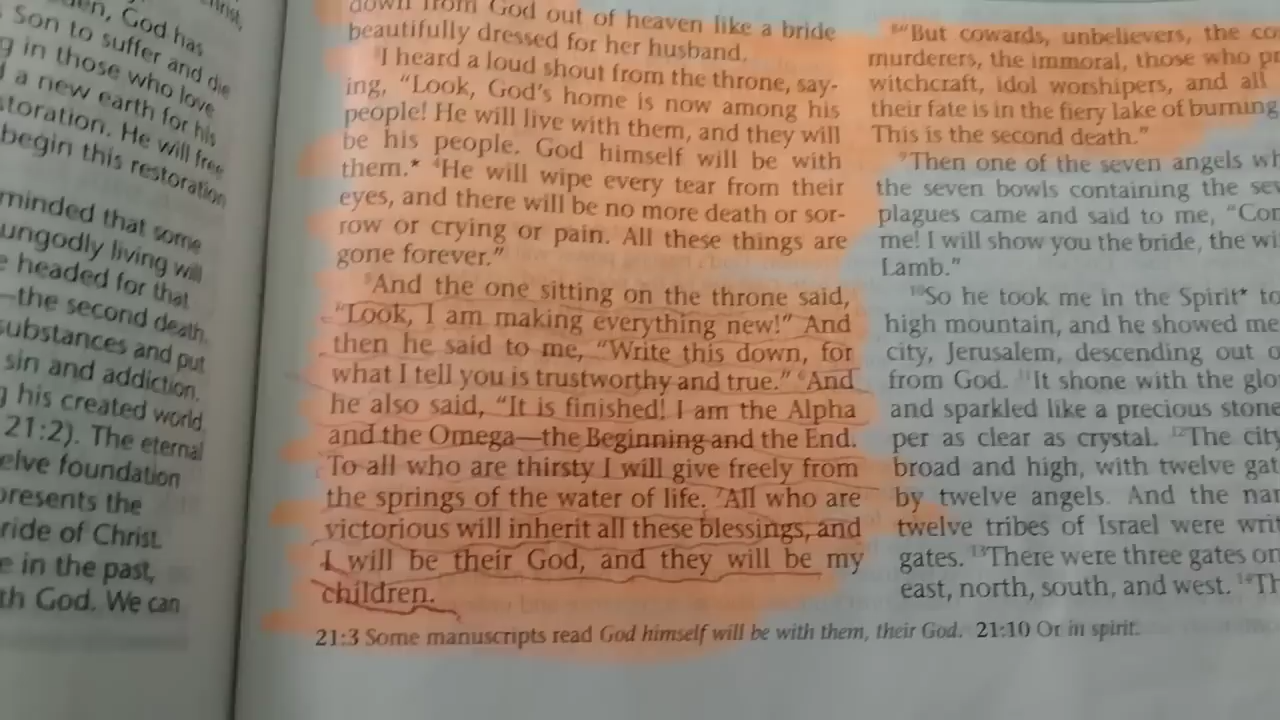 Christ,
God has
Son to suffer and die
g in those who love
a new earth for his
storation. He will free
begin this restoration
minded that some
ungodly living will
e headed for that
—the second death.
substances and put
sin and addiction.
g his created world
21:2). The eternal
elve foundation
presents the
ride of Christ.
e in the past,
th God. We can
down from God out of heaven like a bride
beautifully dressed for her husband.
3I heard a loud shout from the throne, say-
ing, “Look, God’s home is now among his
people! He will live with them, and they will
be his people. God himself will be with
them.* 4He will wipe every tear from their
eyes, and there will be no more death or sor-
row or crying or pain. All these things are
gone forever.”
5And the one sitting on the throne said,
“Look, I am making everything new!” And
then he said to me, “Write this down, for
what I tell you is trustworthy and true.” 6And
he also said, “It is finished! I am the Alpha
and the Omega—the Beginning and the End.
To all who are thirsty I will give freely from
the springs of the water of life. 7All who are
victorious will inherit all these blessings, and
I will be their God, and they will be my
children.
8“But cowards, unbelievers, the co
murderers, the immoral, those who pr
witchcraft, idol worshipers, and all
their fate is in the fiery lake of burning
This is the second death.”
9Then one of the seven angels wh
the seven bowls containing the sev
plagues came and said to me, “Com
me! I will show you the bride, the wi
Lamb.”
10So he took me in the Spirit* to
high mountain, and he showed me
city, Jerusalem, descending out o
from God. 11It shone with the glo
and sparkled like a precious stone
per as clear as crystal. 12The city
broad and high, with twelve gat
by twelve angels. And the nam
twelve tribes of Israel were writ
gates. 13There were three gates on
east, north, south, and west. 14Th
21:3 Some manuscripts read God himself will be with them, their God. 21:10 Or in spirit.